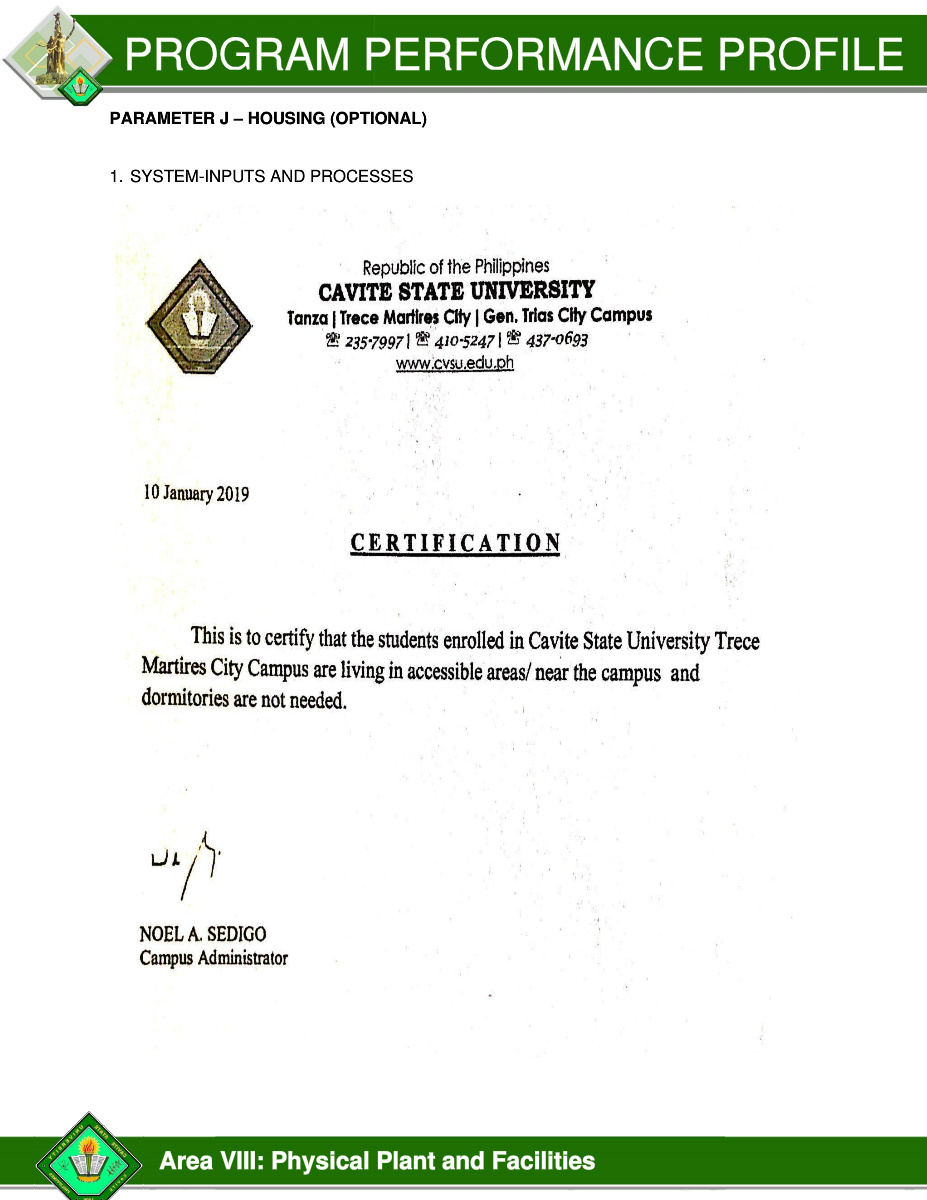 PROGRAM PERFORMANCE PROFILE
PARAMETER J – HOUSING (OPTIONAL)
1. SYSTEM-INPUTS AND PROCESSES
Republic of the Philippines
CAVITE STATE UNIVERSITY
Tanza | Trece Martires City | Gen. Trias City Campus
☏ 235-7997 | ☏ 410-5247 | ☏ 437-0693
www.cvsu.edu.ph
10 January 2019
CERTIFICATION
This is to certify that the students enrolled in Cavite State University Trece
Martires City Campus are living in accessible areas/ near the campus and
dormitories are not needed.
NOEL A. SEDIGO
Campus Administrator
Area VIII: Physical Plant and Facilities